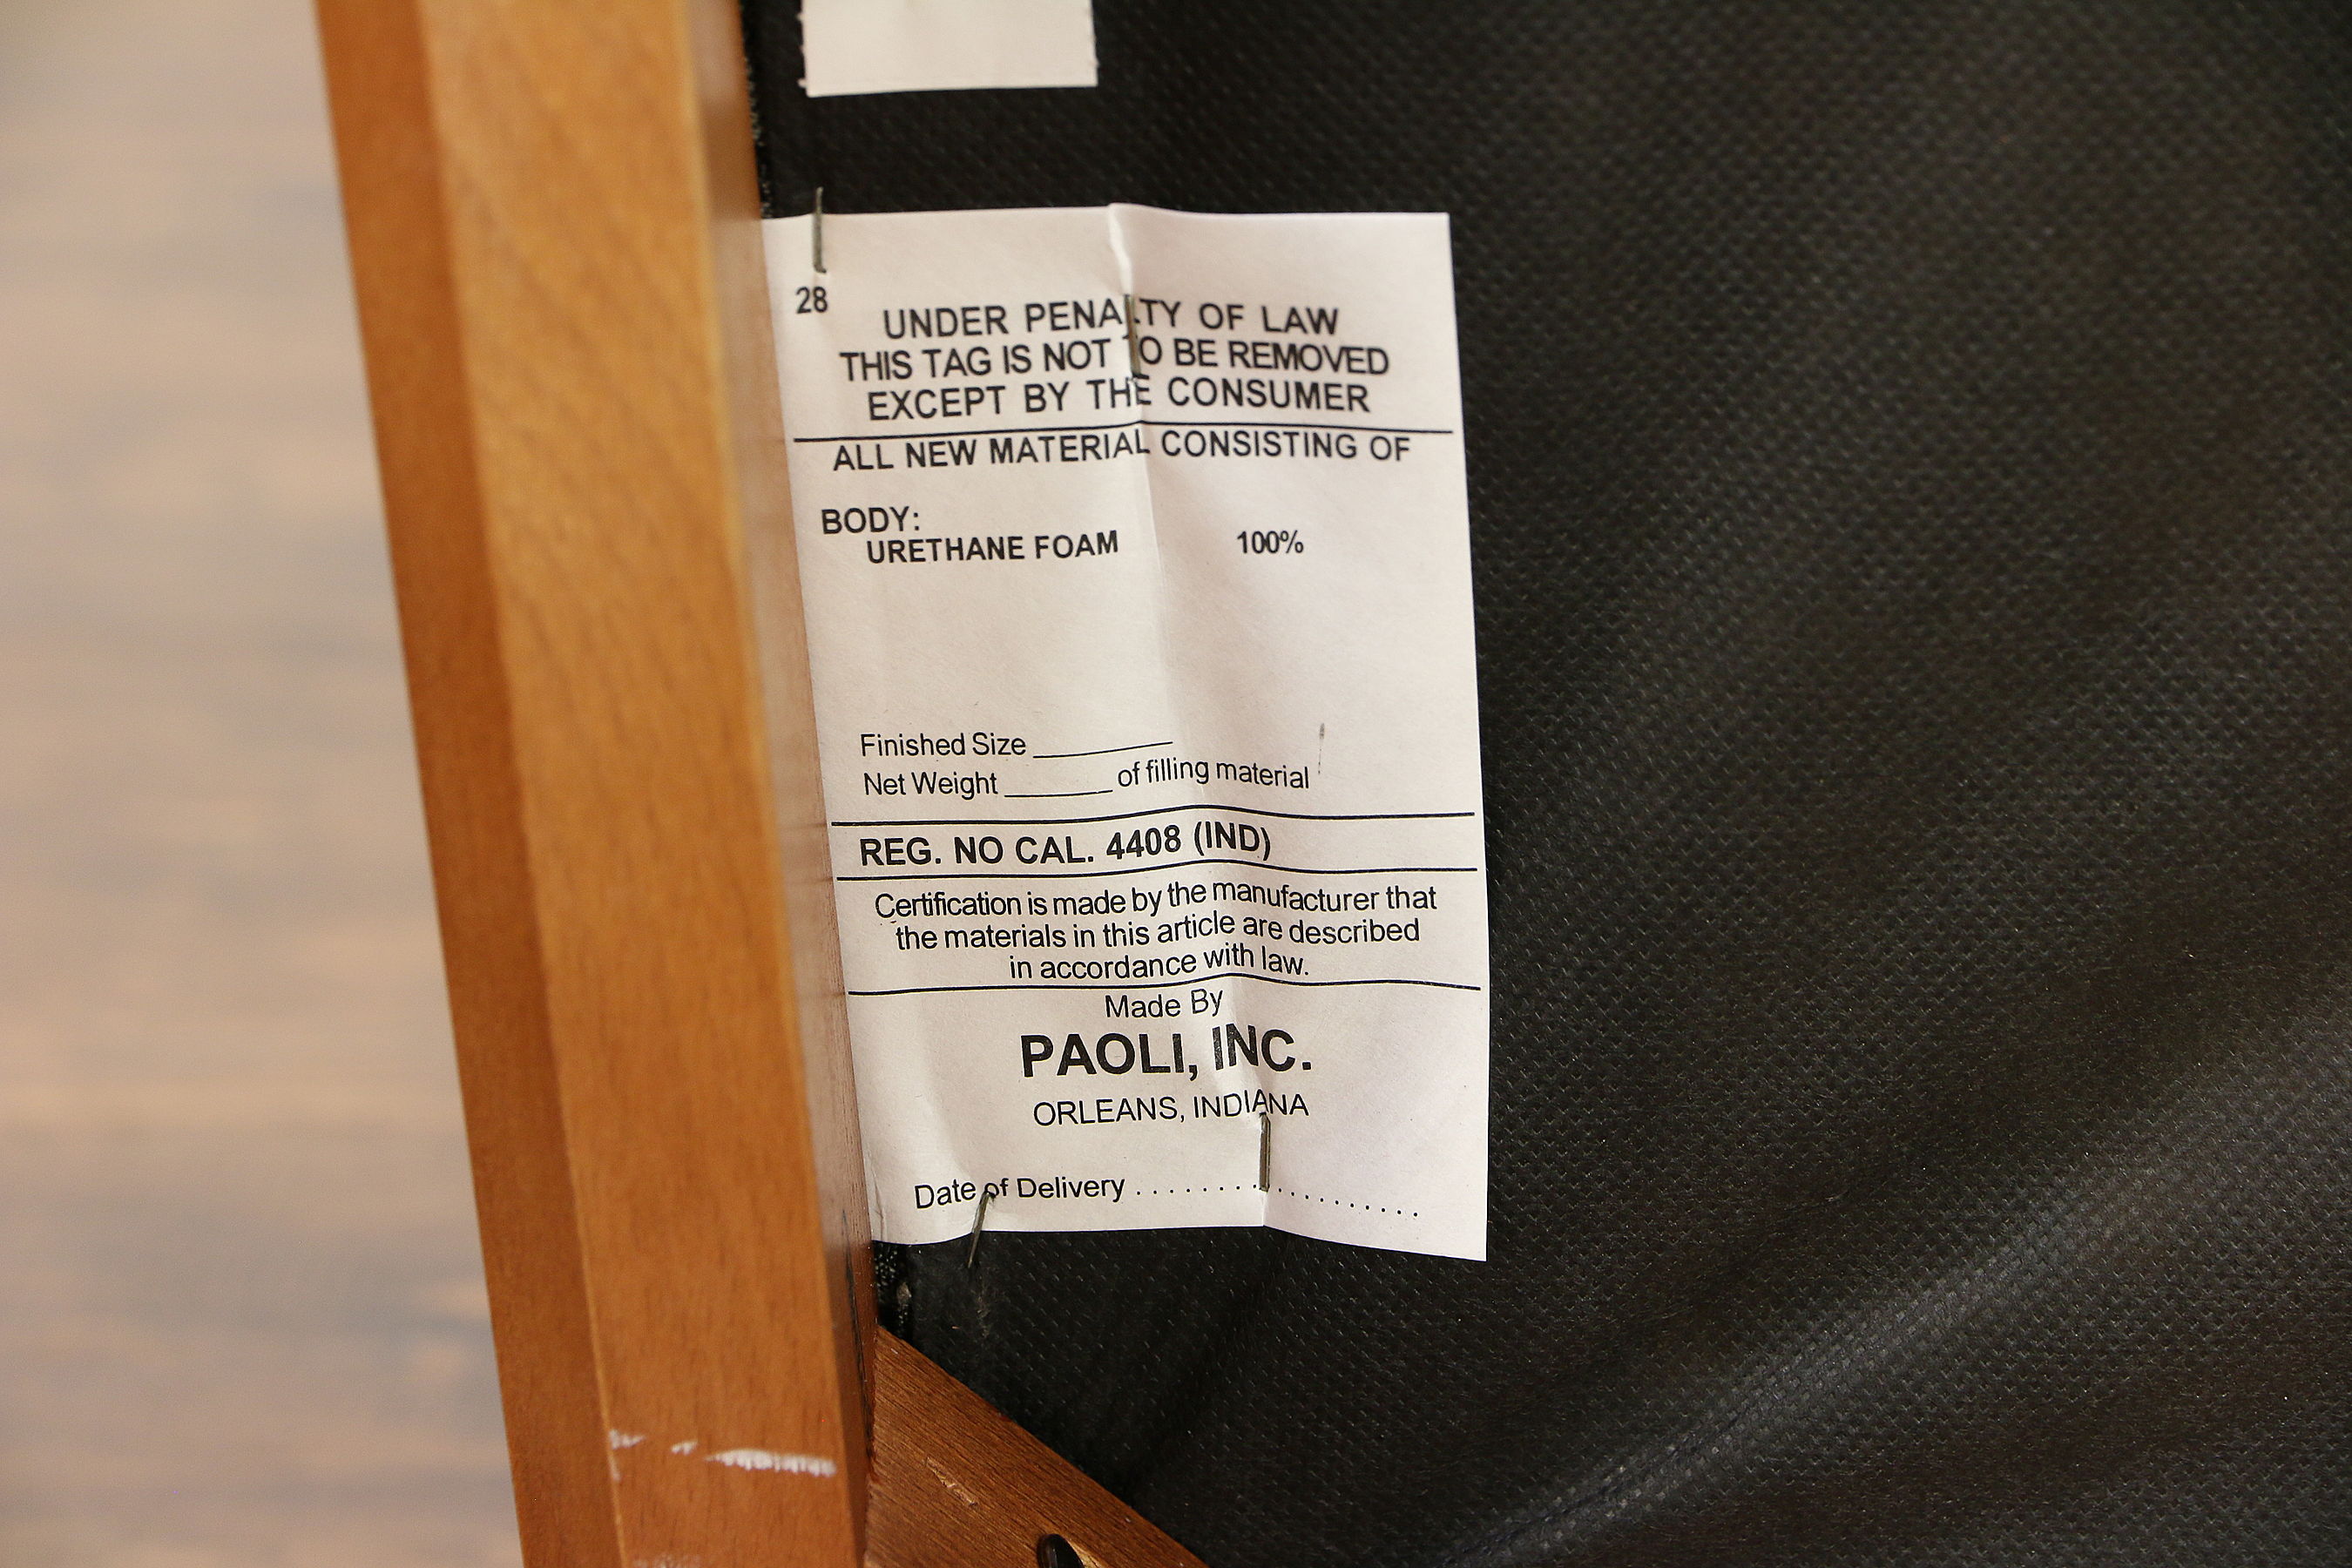 28
UNDER PENALTY OF LAW
THIS TAG IS NOT TO BE REMOVED
EXCEPT BY THE CONSUMER
ALL NEW MATERIAL CONSISTING OF
BODY:
URETHANE FOAM 100%
Finished Size ________
Net Weight ________ of filling material
REG. NO CAL. 4408 (IND)
Certification is made by the manufacturer that
the materials in this article are described
in accordance with law.
Made By
PAOLI, INC.
ORLEANS, INDIANA
Date of Delivery ....................